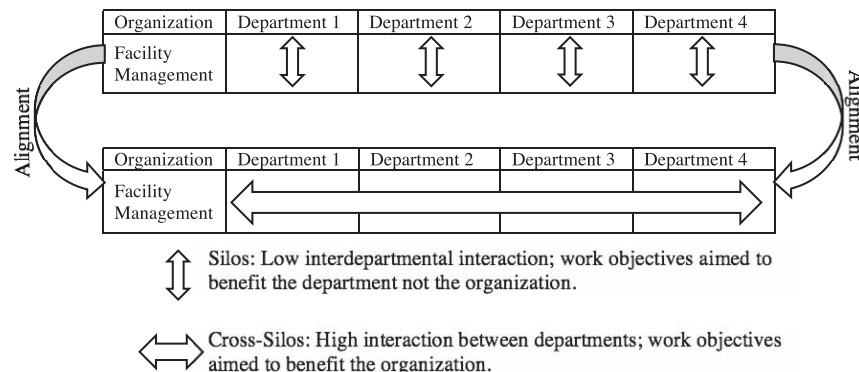 Organization Department 1 Department 2 Department 3 Department 4
Facility
Management
Alignment
Alignment
Organization Department 1 Department 2 Department 3 Department 4
Facility
Management
Silos: Low interdepartmental interaction; work objectives aimed to
benefit the department not the organization.
Cross-Silos: High interaction between departments; work objectives
aimed to benefit the organization.